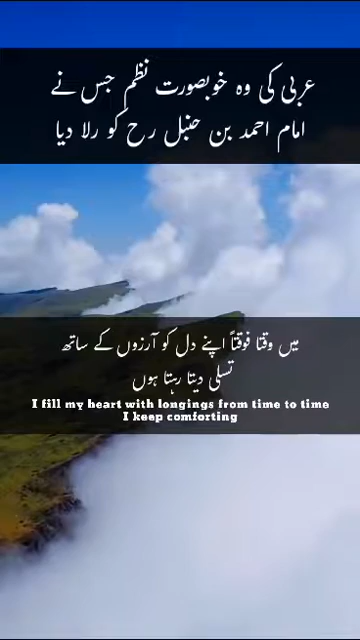 عربی کی وہ خوبصورت نظم جس نے
امام احمد بن حنبل رح کو رلا دیا
میں وقتا فوقتاً اپنے دل کو آرزوں کے ساتھ
تسلی دیتا رہتا ہوں
I fill my heart with longings from time to time
I keep comforting